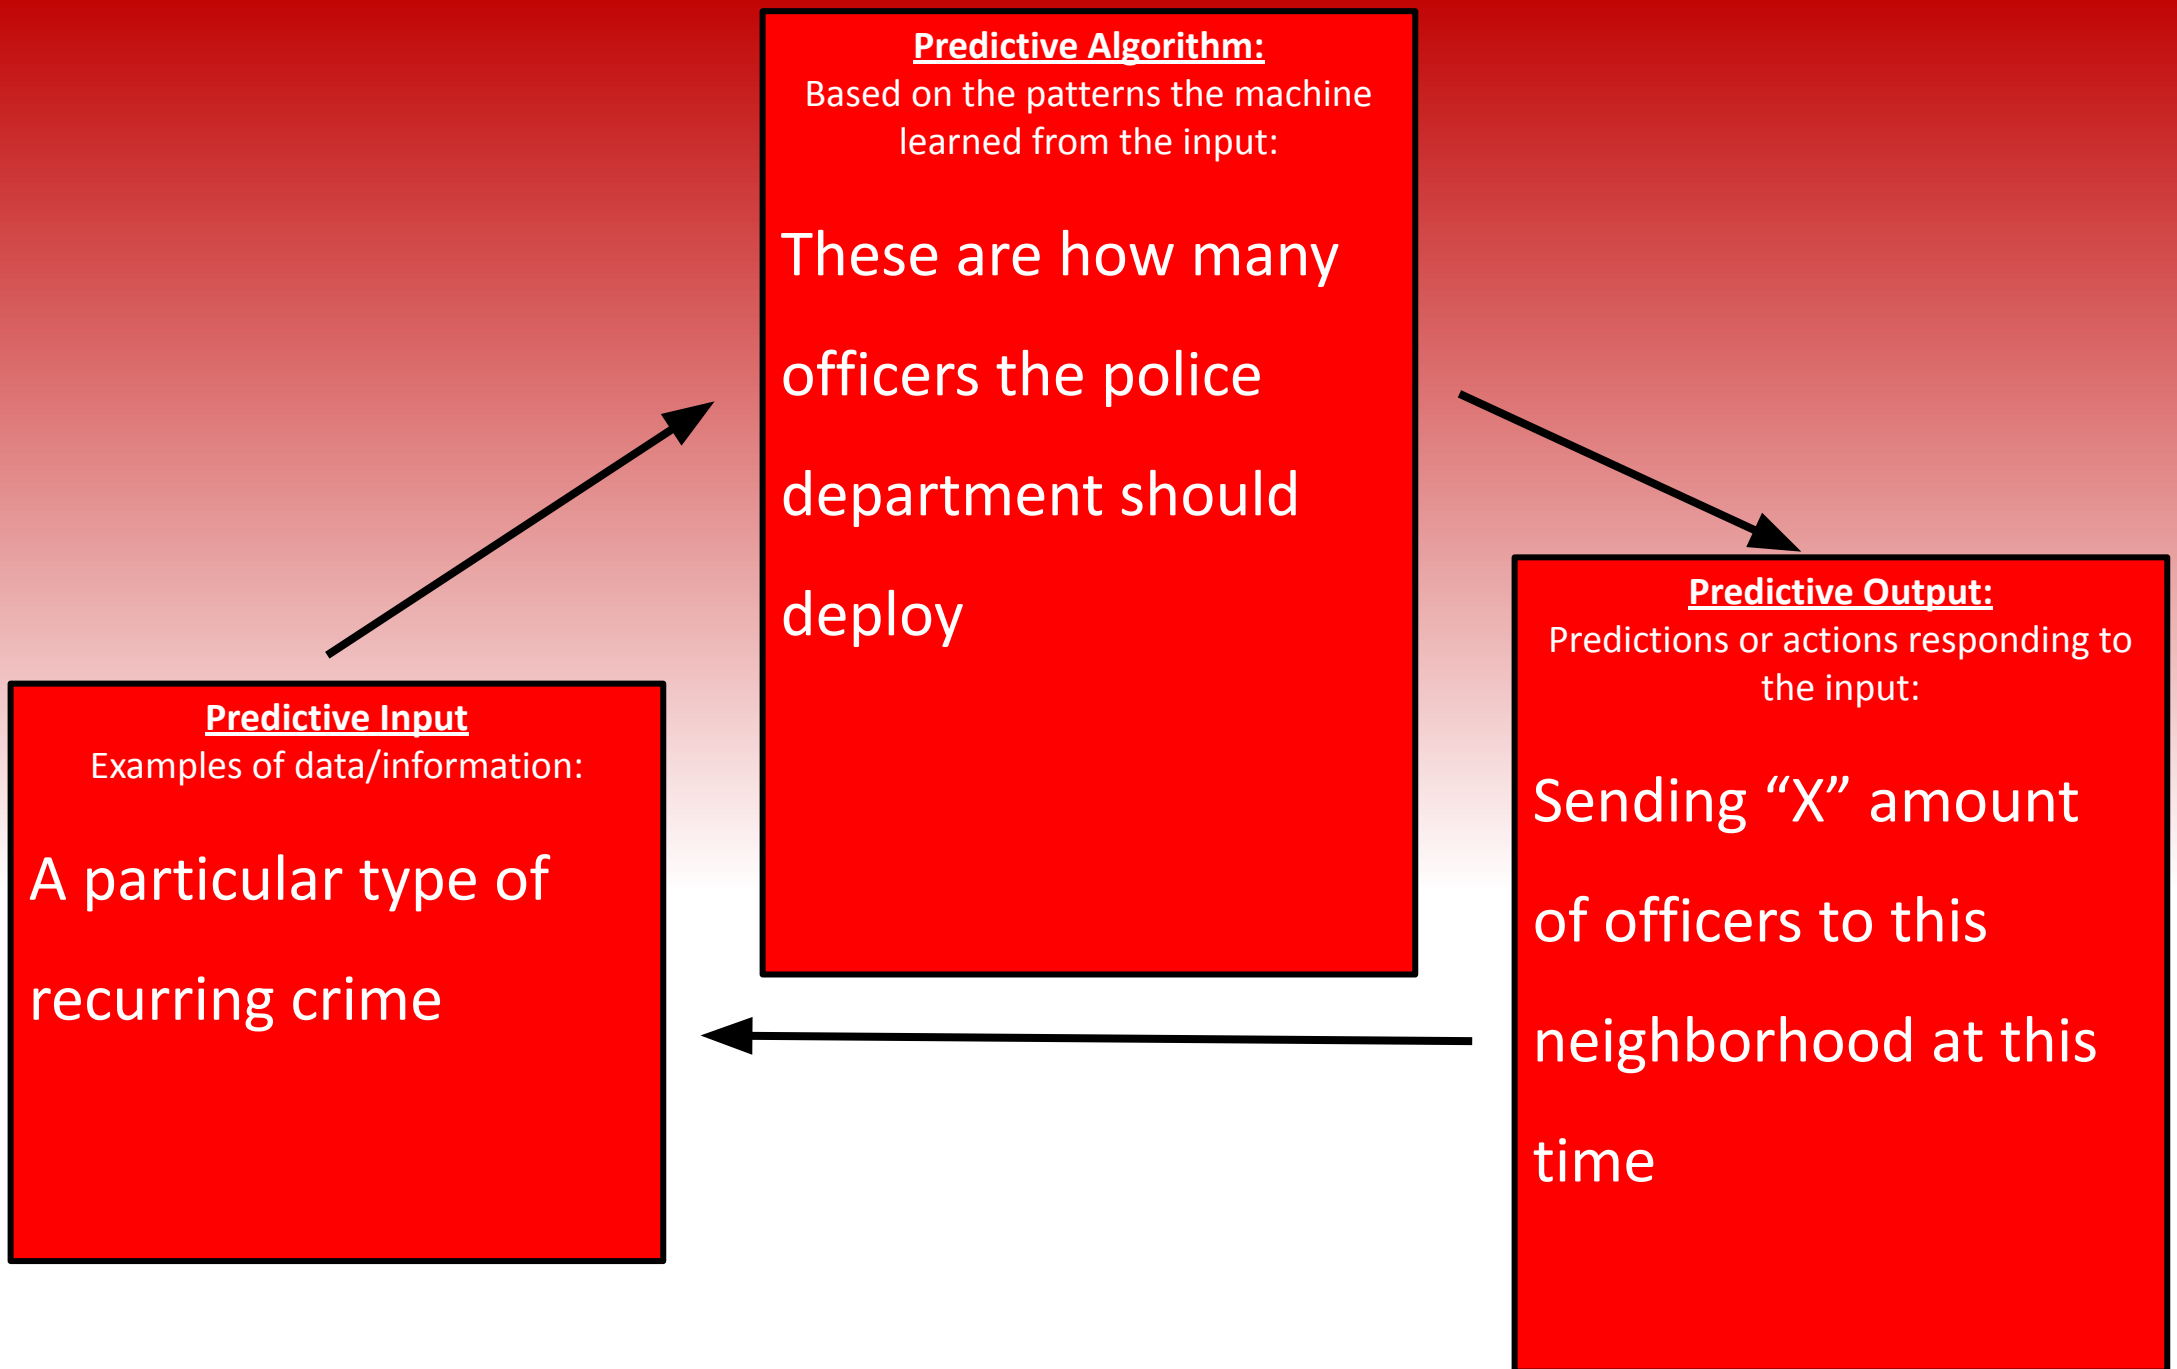 Predictive Algorithm:
Based on the patterns the machine
learned from the input:
These are how many
officers the police
department should
deploy
Predictive Input
Examples of data/information:
A particular type of
recurring crime
Predictive Output:
Predictions or actions responding to
the input:
Sending “X” amount
of officers to this
neighborhood at this
time